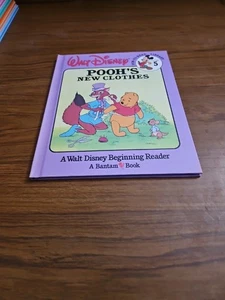 WALT DISNEY
5
POOH'S
NEW CLOTHES
A Walt Disney Beginning Reader
A Bantam Book